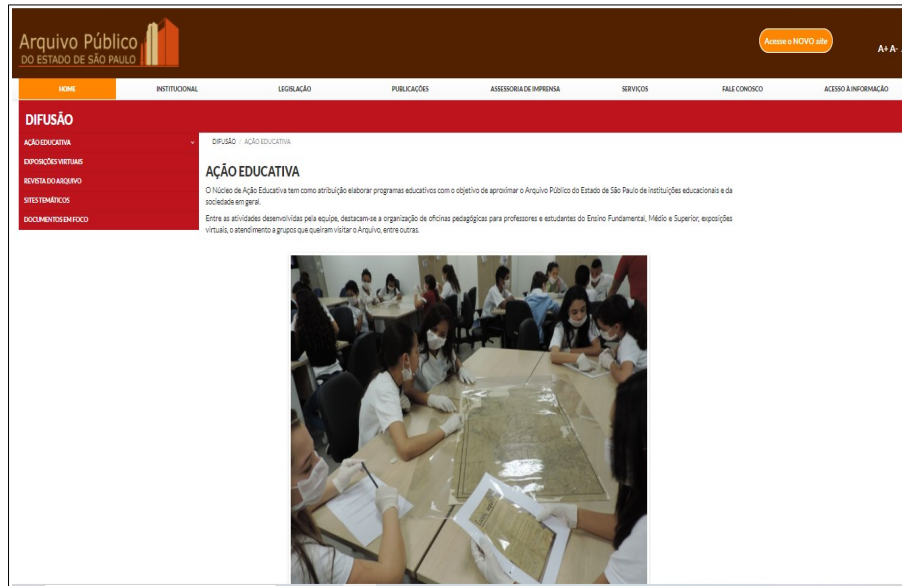 Arquivo Público
DO ESTADO DE SÃO PAULO
Acesse o NOVO site
A+ A-
HOME
INSTITUCIONAL
LEGISLAÇÃO
PUBLICAÇÕES
ASSESSORIA DE IMPRENSA
SERVIÇOS
FALE CONOSCO
ACESSO À INFORMAÇÃO
DIFUSÃO
AÇÃO EDUCATIVA
EXPOSIÇÕES VIRTUAIS
REVISTA DO ARQUIVO
SITES TEMÁTICOS
DOCUMENTOS EM FOCO
DIFUSÃO / AÇÃO EDUCATIVA
AÇÃO EDUCATIVA
O Núcleo de Ação Educativa tem como atribuição elaborar programas educativos com o objetivo de aproximar o Arquivo Público do Estado de São Paulo de instituições educacionais e da
sociedade em geral.
Entre as atividades desenvolvidas pela equipe, destacam-se a organização de oficinas pedagógicas para professores e estudantes do Ensino Fundamental, Médio e Superior, exposições
virtuais, o atendimento a grupos que queiram visitar o Arquivo, entre outras.